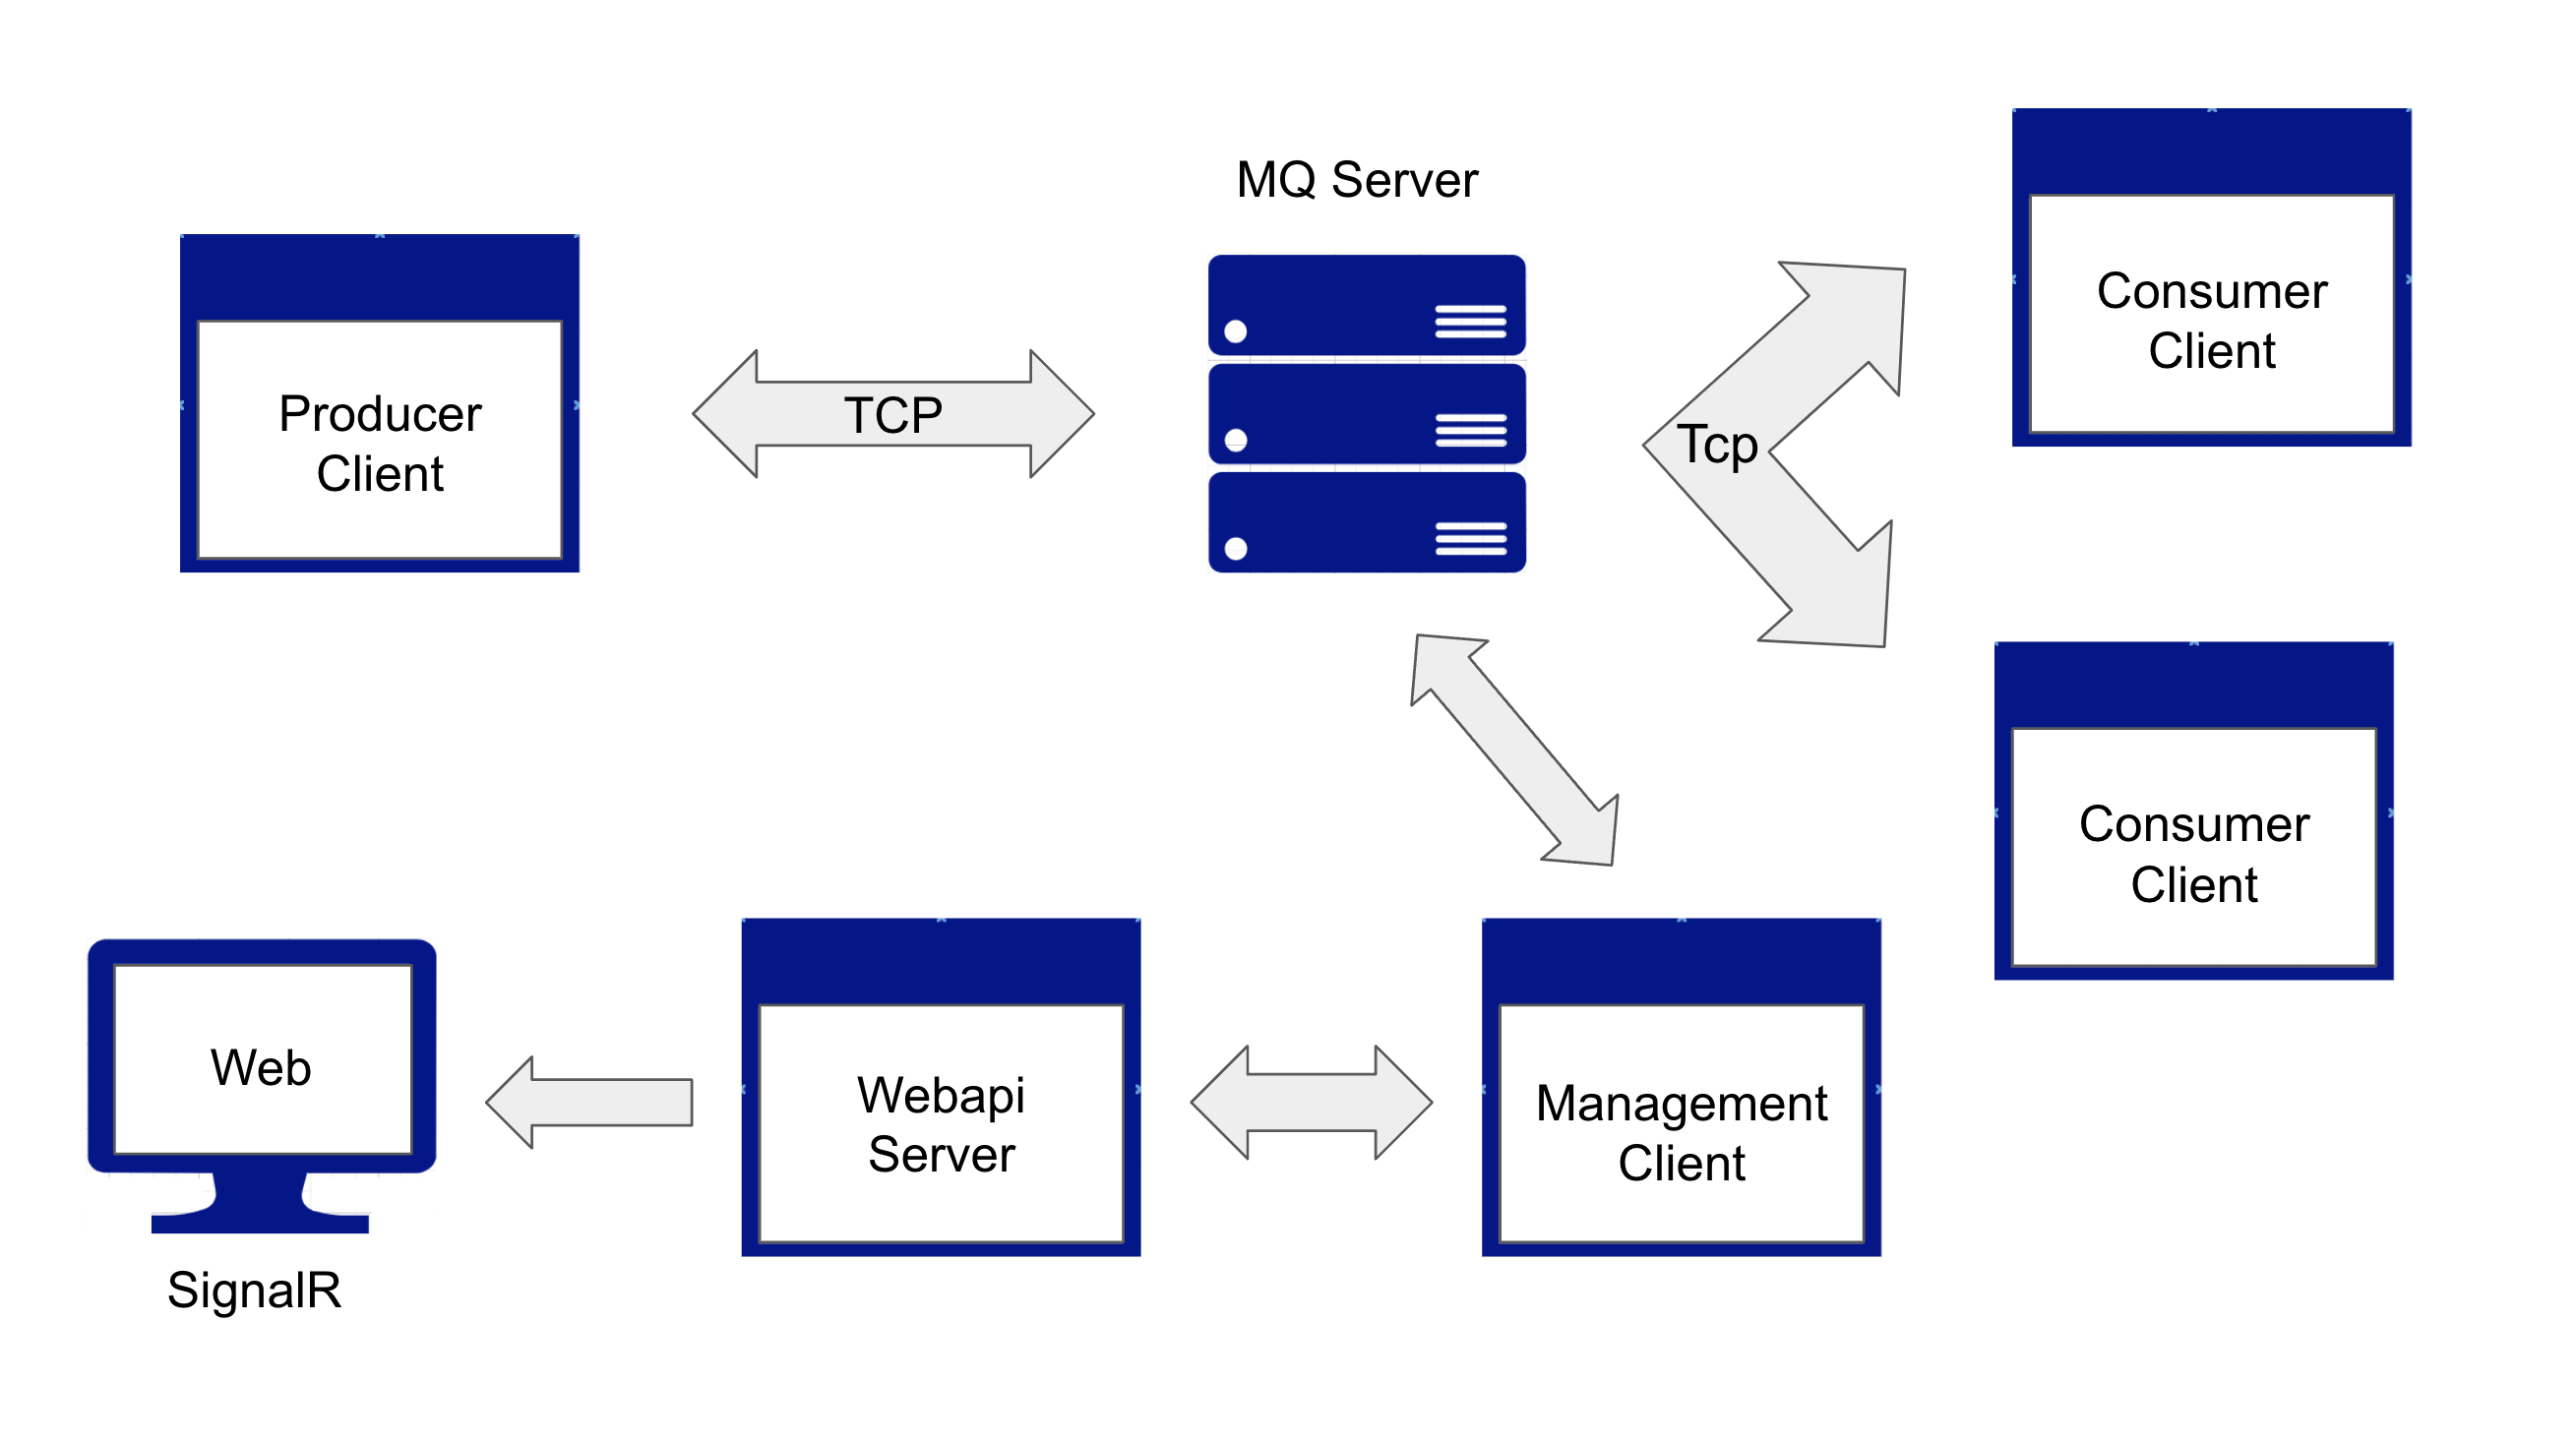 MQ Server
Producer
Client
TCP
Tcp
Consumer
Client
Consumer
Client
Web
SignalR
Webapi
Server
Management
Client